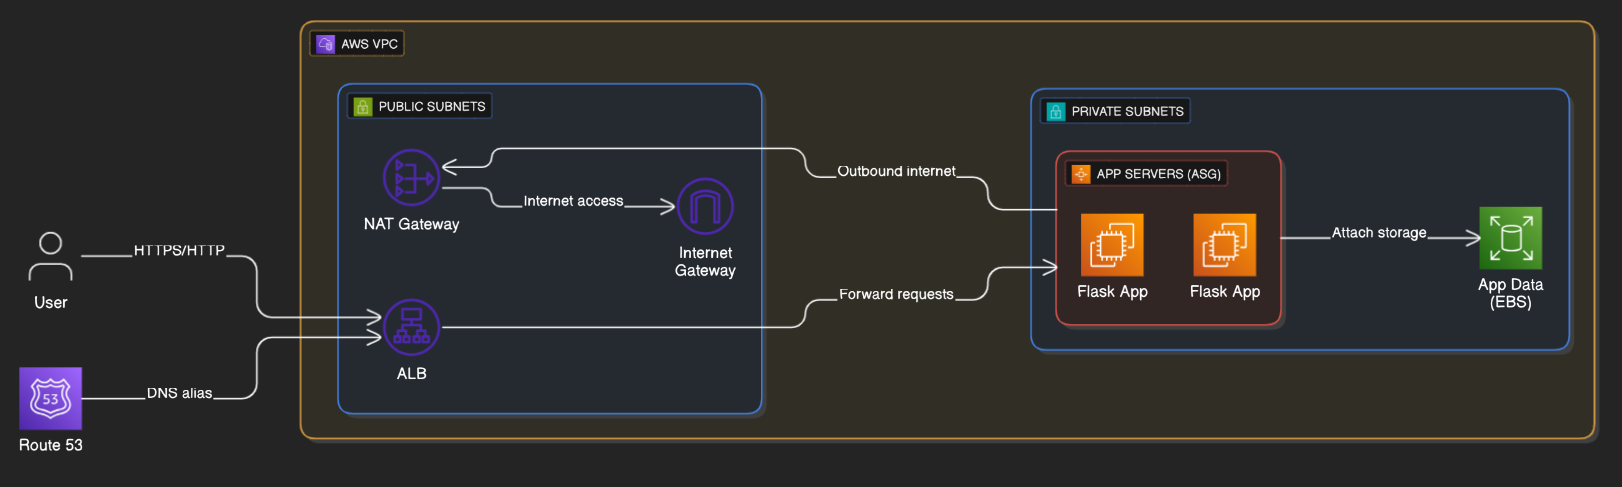 AWS VPC
PUBLIC SUBNETS
PRIVATE SUBNETS
Outbound internet
APP SERVERS (ASG)
NAT Gateway
Internet access
Internet
Gateway
HTTPS/HTTP
User
Attach storage
Flask App
Flask App
App Data
(EBS)
Forward requests
ALB
DNS alias
53
Route 53